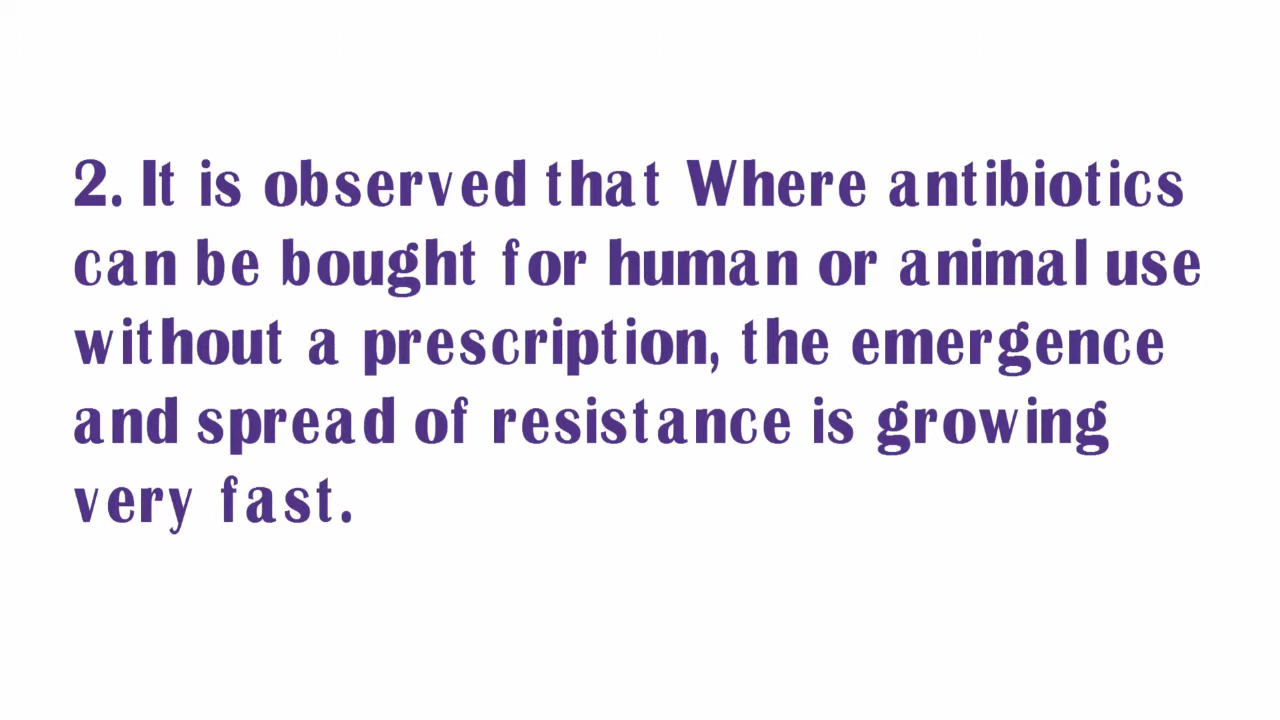 2. It is observed that Where antibiotics
can be bought for human or animal use
without a prescription, the emergence
and spread of resistance is growing
very fast.